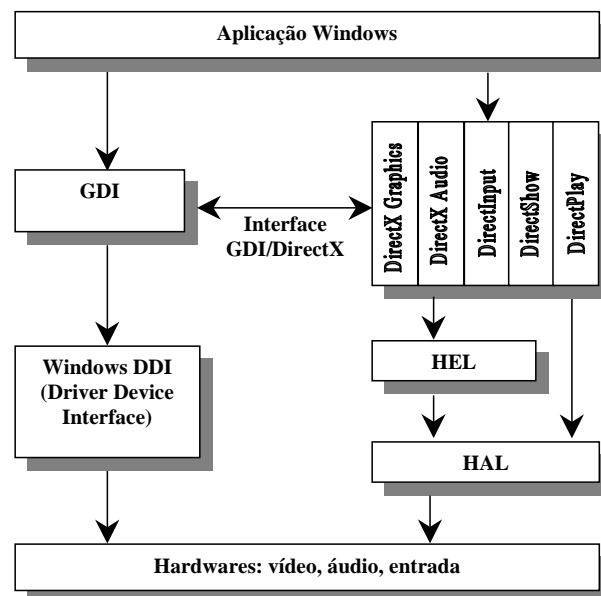 Aplicação Windows
GDI
Interface
GDI/DirectX
DirectX Graphics
DirectX Audio
DirectInput
DirectShow
DirectPlay
Windows DDI
(Driver Device
Interface)
HEL
HAL
Hardwares: vídeo, áudio, entrada